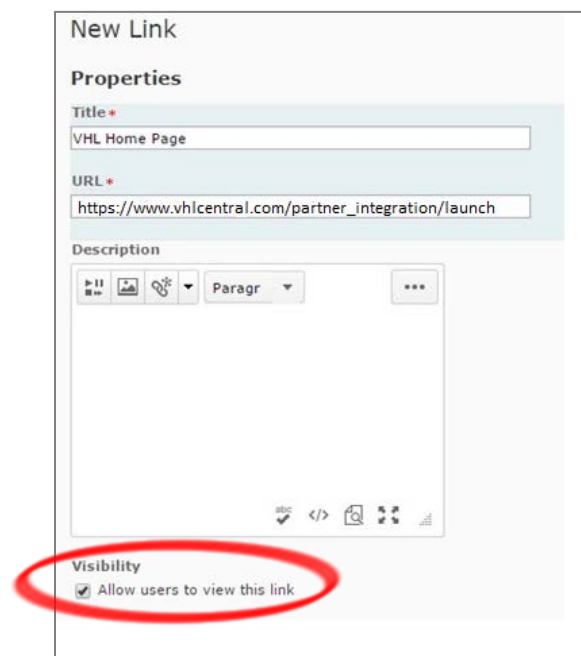 New Link
Properties
Title *
VHL Home Page
URL *
https://www.vhlcentral.com/partner_integration/launch
Description
Paragr
abc
</>
Visibility
Allow users to view this link